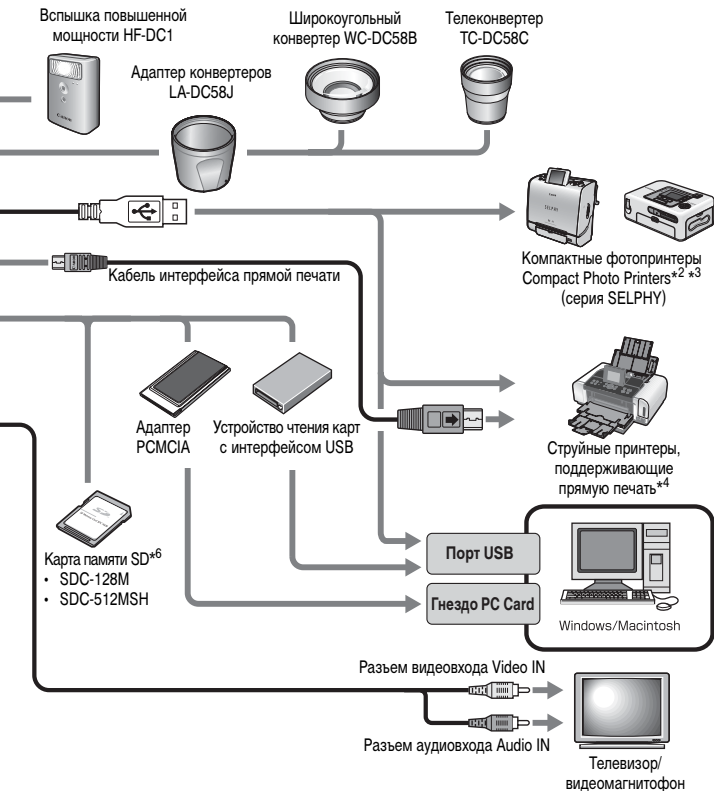 Вспышка повышенной
мощности HF-DC1
Широкоугольный
конвертер WC-DC58B
Телеконвертер
TC-DC58C
Адаптер конвертеров
LA-DC58J
Canon
SELPHY
Компактные фотопринтеры
Compact Photo Printers*2 *3
(серия SELPHY)
Кабель интерфейса прямой печати
Адаптер
PCMCIA
Устройство чтения карт
с интерфейсом USB
Струйные принтеры,
поддерживающие
прямую печать*4
Карта памяти SD*6
• SDC-128M
• SDC-512MSH
Порт USB
Гнездо PC Card
Windows/Macintosh
Разъем видеовхода Video IN
Разъем аудиовхода Audio IN
Телевизор/
видеомагнитофон